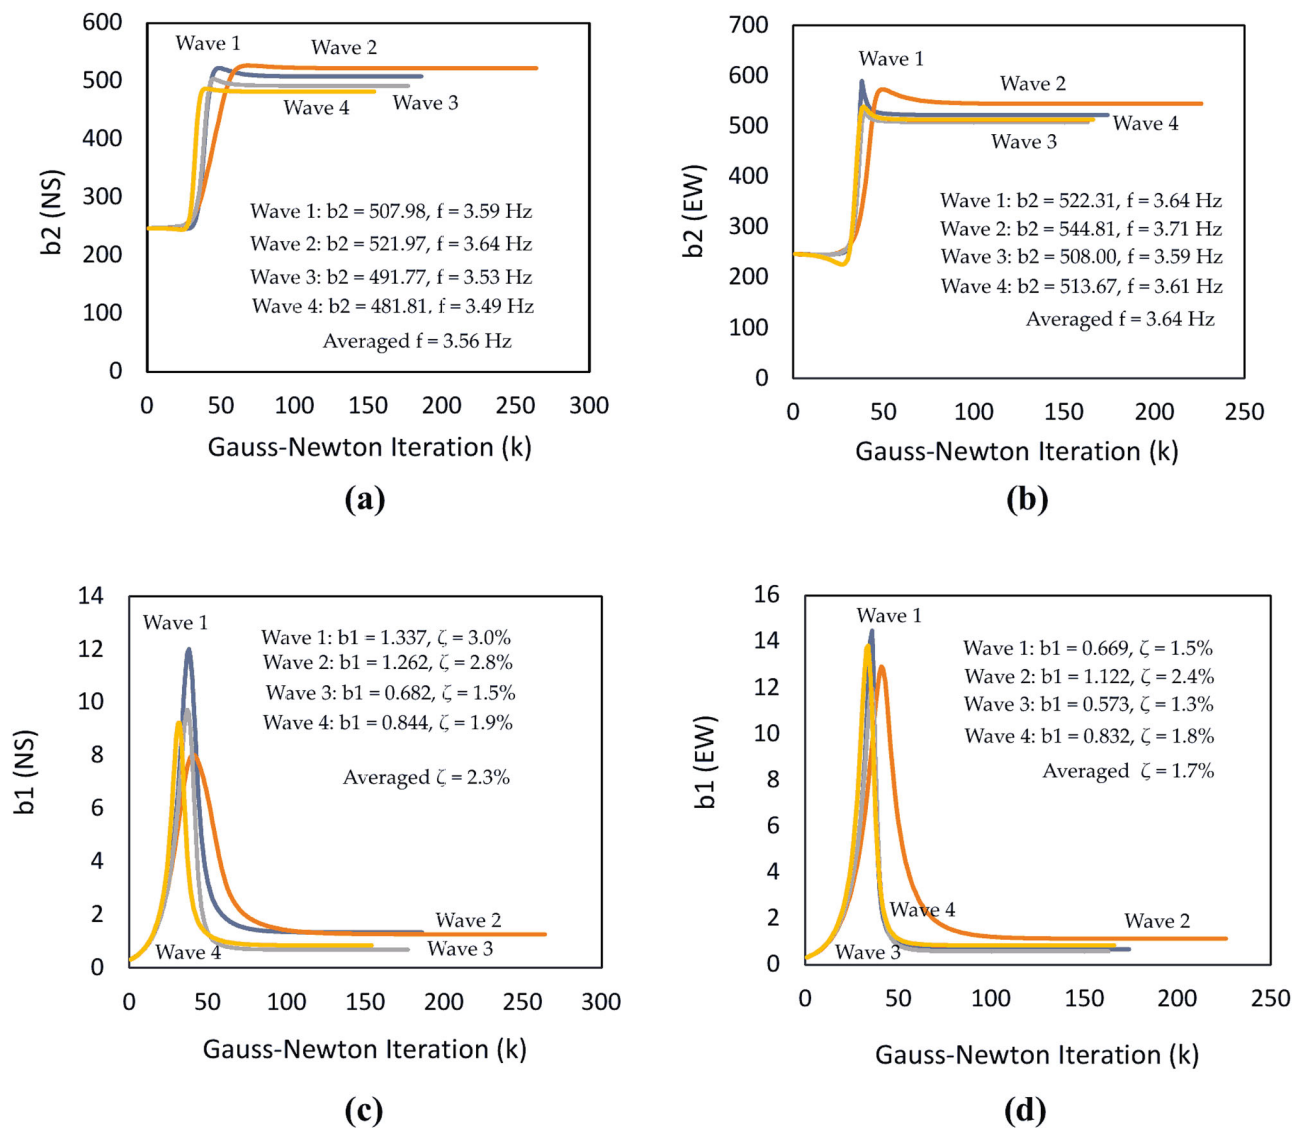 600
500
400
300
200
100
0
b2 (NS)
Wave 1
Wave 2
Wave 4
Wave 3
Wave 1: b2 = 507.98, f = 3.59 Hz
Wave 2: b2 = 521.97, f = 3.64 Hz
Wave 3: b2 = 491.77, f = 3.53 Hz
Wave 4: b2 = 481.81, f = 3.49 Hz
Averaged f = 3.56 Hz
0 50 100 150 200 250 300
Gauss-Newton Iteration (k)
(a)
700
600
500
400
300
200
100
0
b2 (EW)
Wave 1
Wave 2
Wave 4
Wave 3
Wave 1: b2 = 522.31, f = 3.64 Hz
Wave 2: b2 = 544.81, f = 3.71 Hz
Wave 3: b2 = 508.00, f = 3.59 Hz
Wave 4: b2 = 513.67, f = 3.61 Hz
Averaged f = 3.64 Hz
0 50 100 150 200 250
Gauss-Newton Iteration (k)
(b)
14
12
10
8
6
4
2
0
b1 (NS)
Wave 1
Wave 1: b1 = 1.337, ζ = 3.0%
Wave 2: b1 = 1.262, ζ = 2.8%
Wave 3: b1 = 0.682, ζ = 1.5%
Wave 4: b1 = 0.844, ζ = 1.9%
Averaged ζ = 2.3%
Wave 2
Wave 3
Wave 4
0 50 100 150 200 250 300
Gauss-Newton Iteration (k)
(c)
16
14
12
10
8
6
4
2
0
b1 (EW)
Wave 1
Wave 1: b1 = 0.669, ζ = 1.5%
Wave 2: b1 = 1.122, ζ = 2.4%
Wave 3: b1 = 0.573, ζ = 1.3%
Wave 4: b1 = 0.832, ζ = 1.8%
Averaged ζ = 1.7%
Wave 4
Wave 2
Wave 3
0 50 100 150 200 250
Gauss-Newton Iteration (k)
(d)